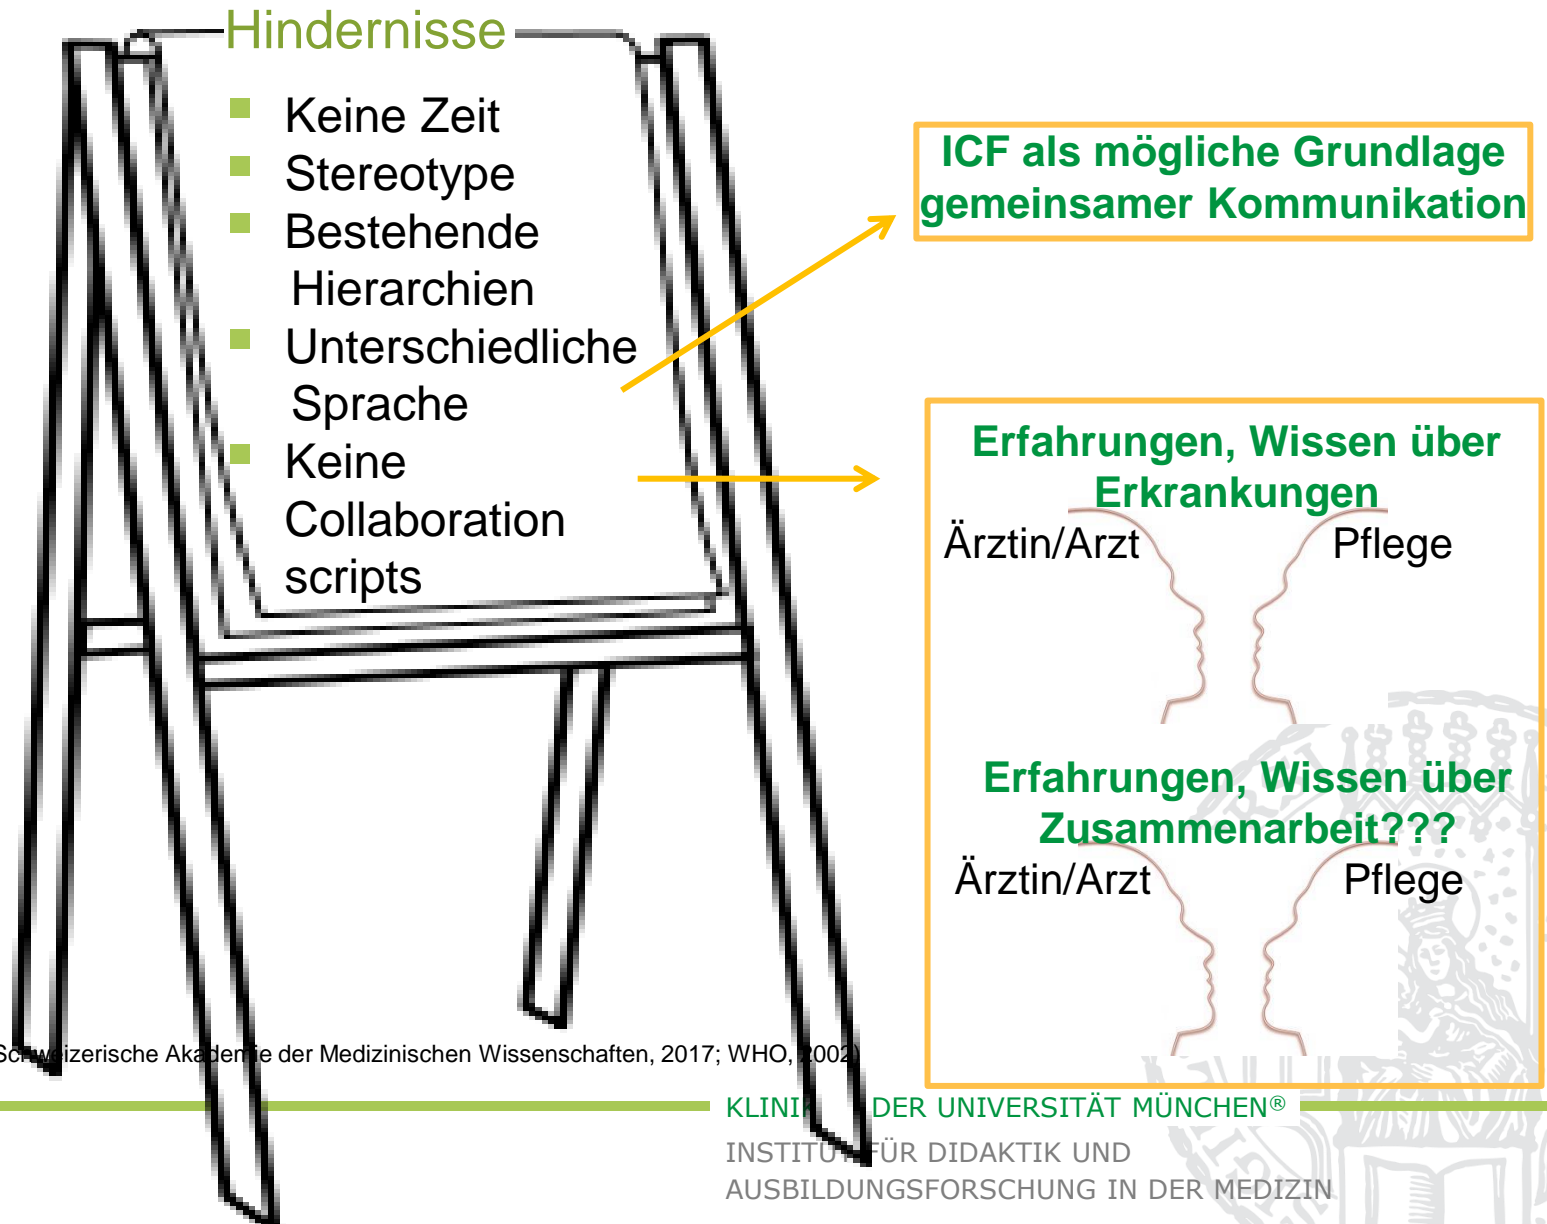 Hindernisse
Keine Zeit
Stereotype
Bestehende
Hierarchien
Unterschiedliche
Sprache
Keine
Collaboration
scripts
ICF als mögliche Grundlage
gemeinsamer Kommunikation
Erfahrungen, Wissen über
Erkrankungen
Ärztin/Arzt Pflege
Erfahrungen, Wissen über
Zusammenarbeit???
Ärztin/Arzt Pflege
Schweizerische Akademie der Medizinischen Wissenschaften, 2017; WHO, 2002)
DER UNIVERSITÄT MÜNCHEN®
INSTITUT FÜR DIDAKTIK UND
AUSBILDUNGSFORSCHUNG IN DER MEDIZIN